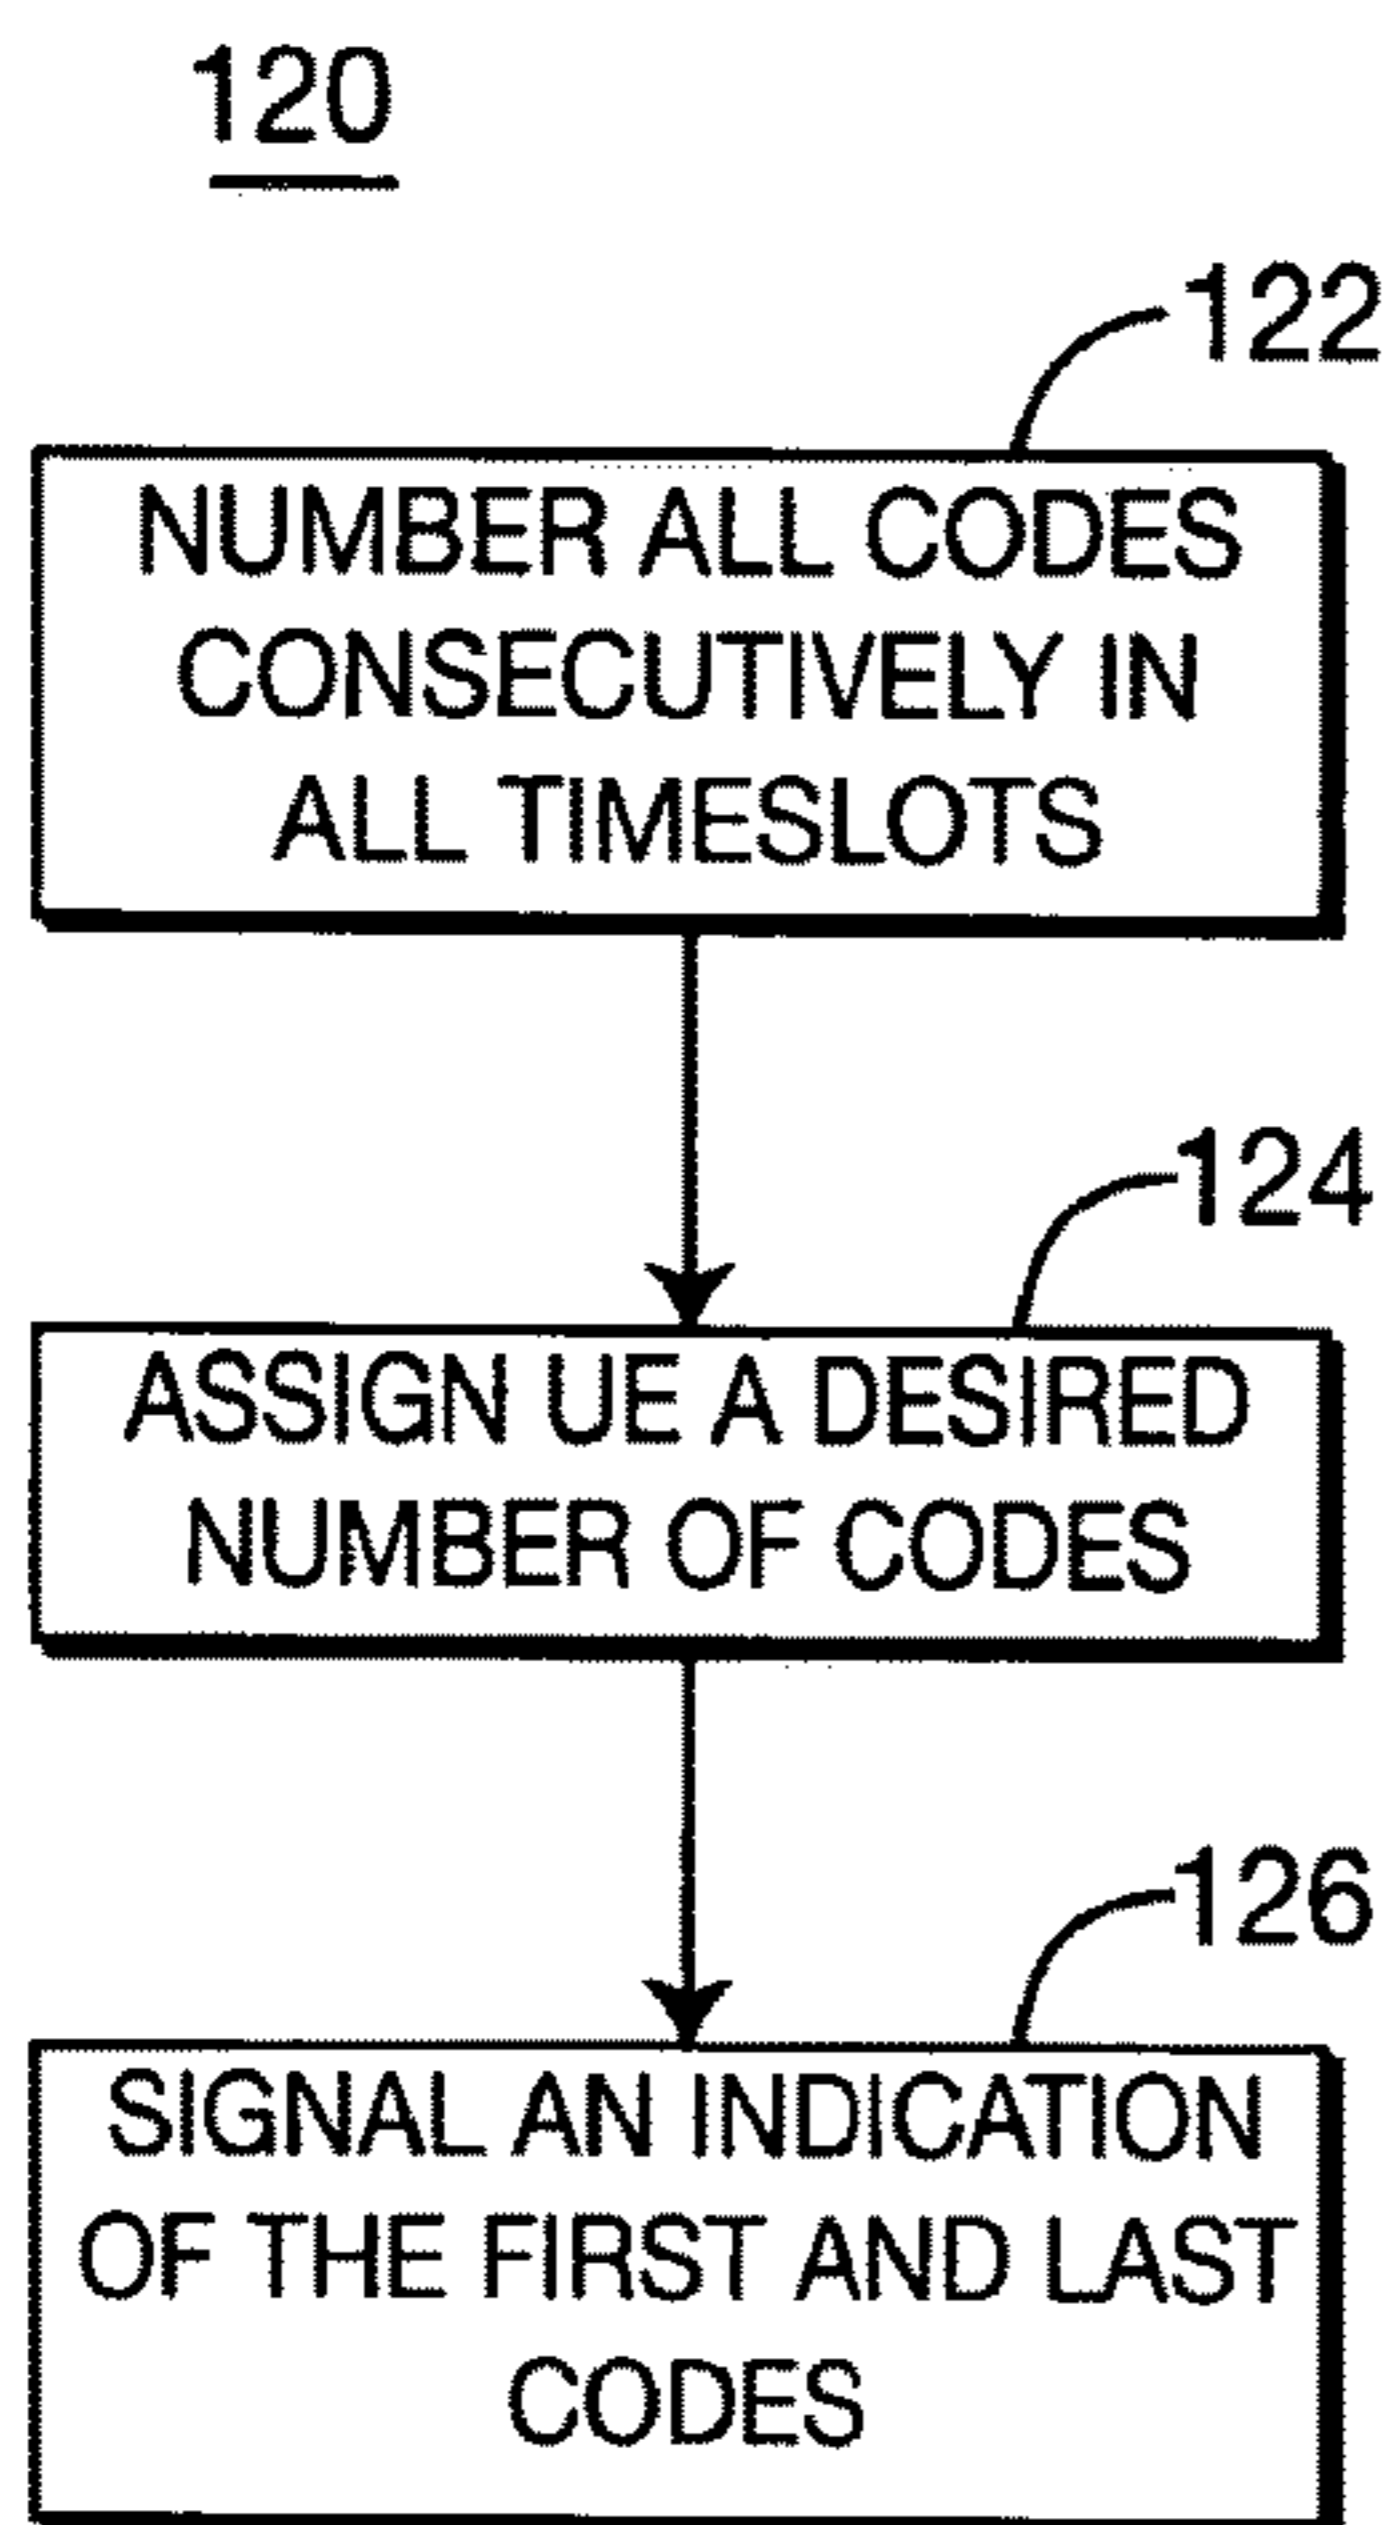 120
122
NUMBER ALL CODES
CONSECUTIVELY IN
ALL TIMESLOTS
124
ASSIGN UE A DESIRED
NUMBER OF CODES
126
SIGNAL AN INDICATION
OF THE FIRST AND LAST
CODES